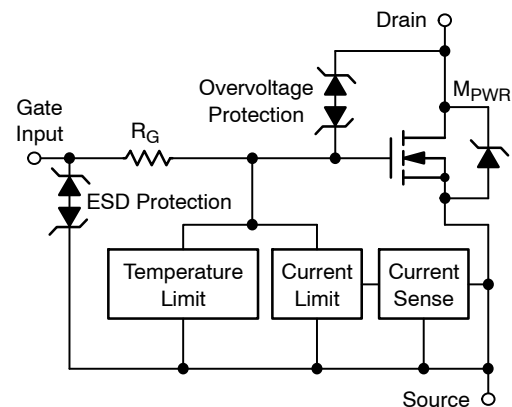 Drain
Overvoltage
Protection
MPWR
Gate
Input
RG
ESD Protection
Temperature
Limit
Current
Limit
Current
Sense
Source